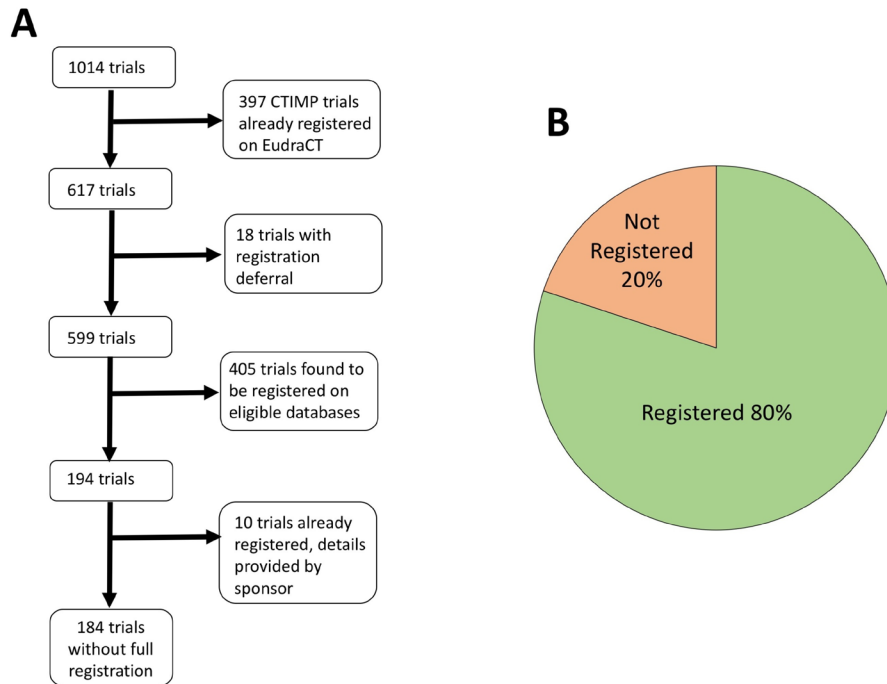 A
1014 trials
397 CTIMP trials
already registered
on EudraCT
617 trials
18 trials with
registration
deferral
599 trials
405 trials found to
be registered on
eligible databases
194 trials
10 trials already
registered, details
provided by
sponsor
184 trials
without full
registration
B
Not
Registered
20%
Registered 80%